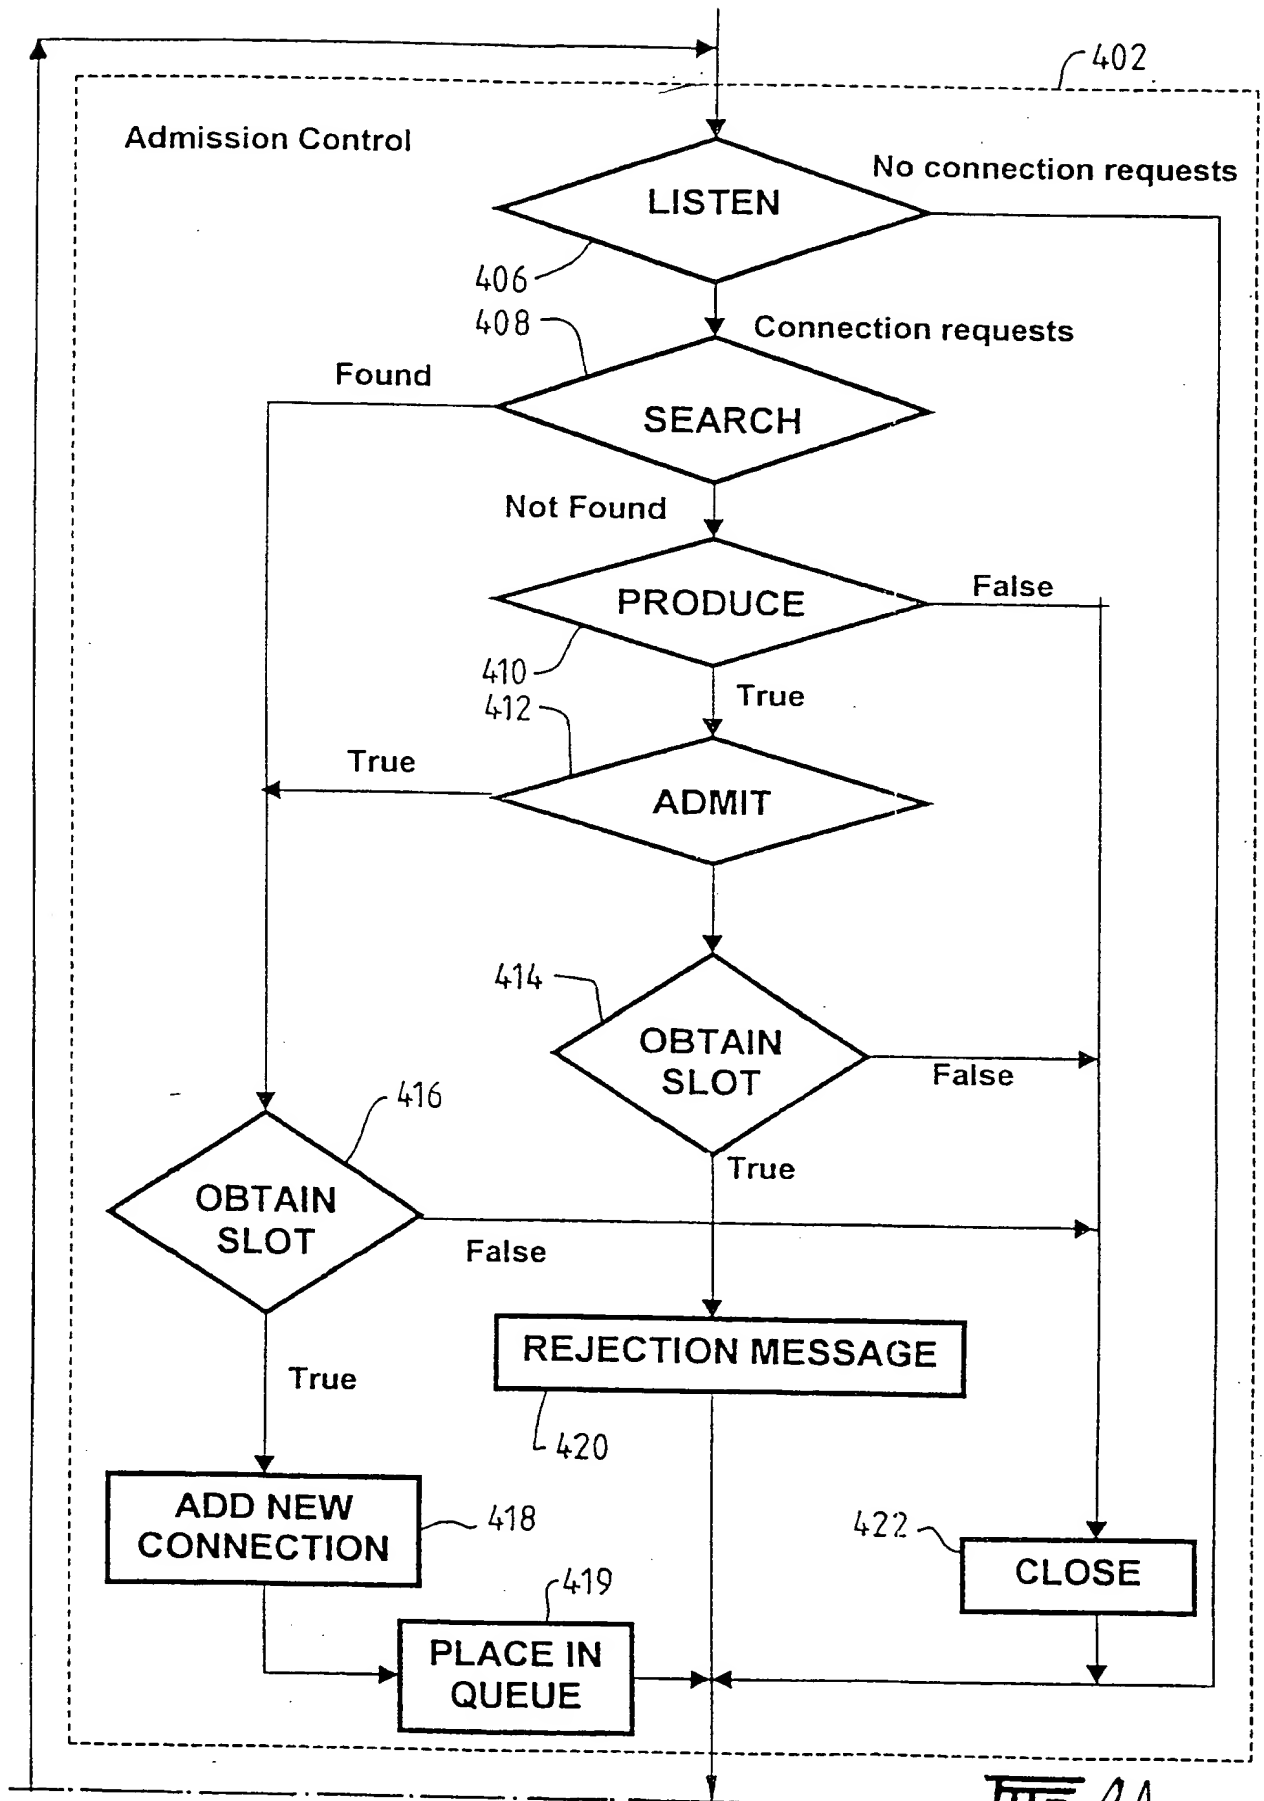 402
Admission Control
No connection requests
LISTEN
406
408
Connection requests
Found
SEARCH
Not Found
PRODUCE
False
410
412
True
True
ADMIT
414
OBTAIN
SLOT
False
416
True
OBTAIN
SLOT
False
REJECTION MESSAGE
True
420
ADD NEW
CONNECTION
418
422
CLOSE
419
PLACE IN
QUEUE